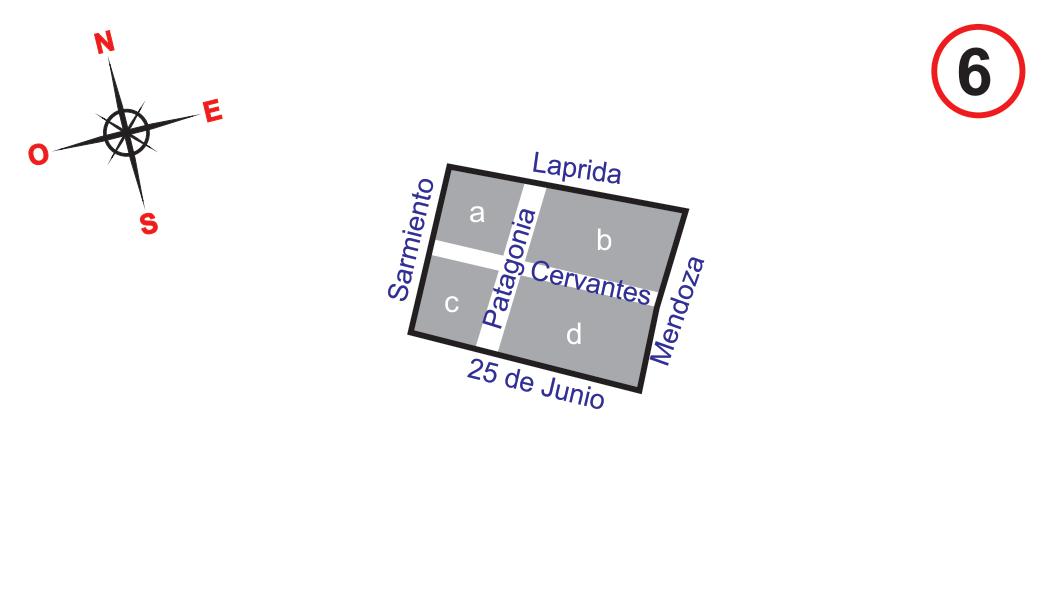 N
E
O
S
6
Laprida
Sarmiento
a
Patagonia
b
Cervantes
Mendoza
c
d
25 de Junio